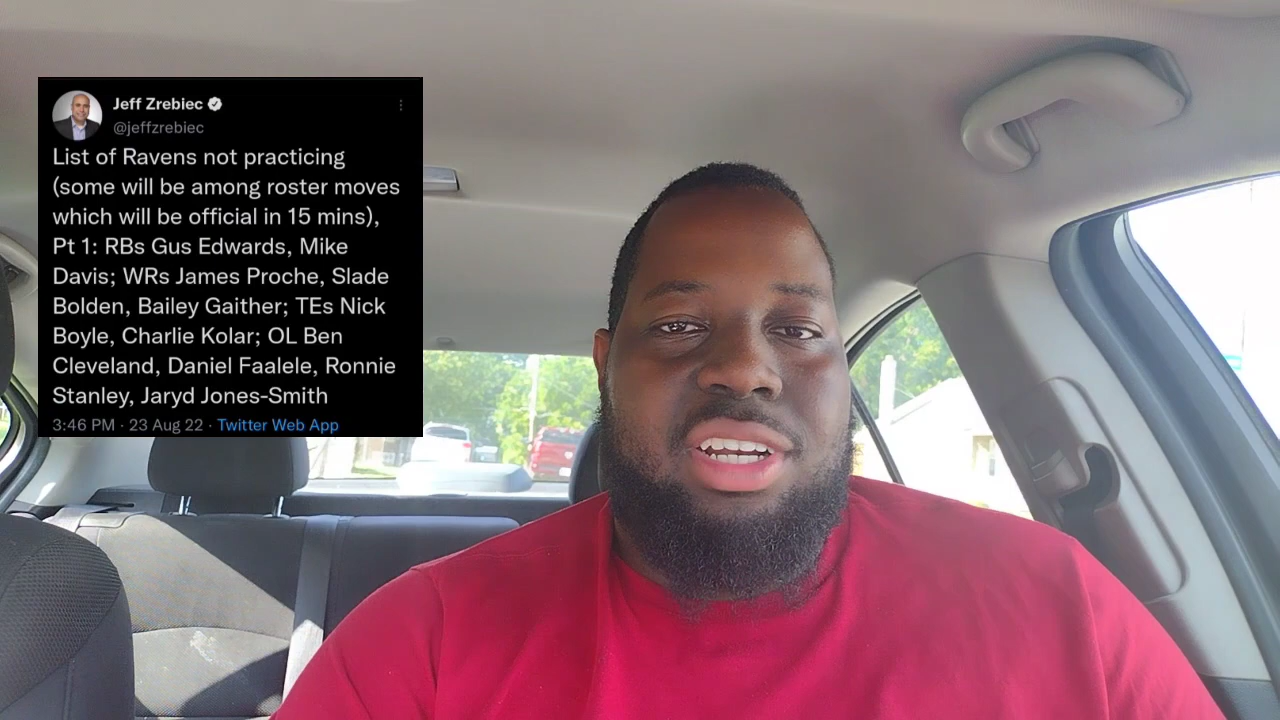 Jeff Zrebiec
@jeffzrebiec
List of Ravens not practicing
(some will be among roster moves
which will be official in 15 mins),
Pt 1: RBs Gus Edwards, Mike
Davis; WRs James Proche, Slade
Bolden, Bailey Gaither; TEs Nick
Boyle, Charlie Kolar; OL Ben
Cleveland, Daniel Faalele, Ronnie
Stanley, Jaryd Jones-Smith
3:46 PM · 23 Aug 22 · Twitter Web App